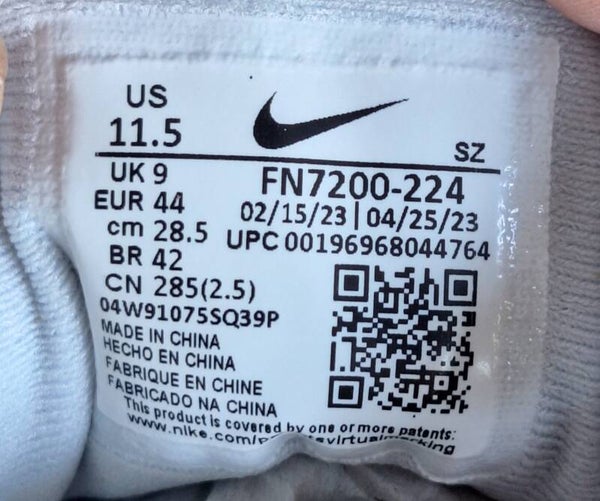 US
11.5
SZ
UK 9
FN7200-224
EUR 44
02/15/23 | 04/25/23
cm 28.5
UPC 00196968044764
BR 42
CN 285(2.5)
04W91075SQ39P
MADE IN CHINA
HECHO EN CHINA
FABRIQUE EN CHINE
FABRICADO NA CHINA
This product is covered by one or more patents:
www.nike.com/